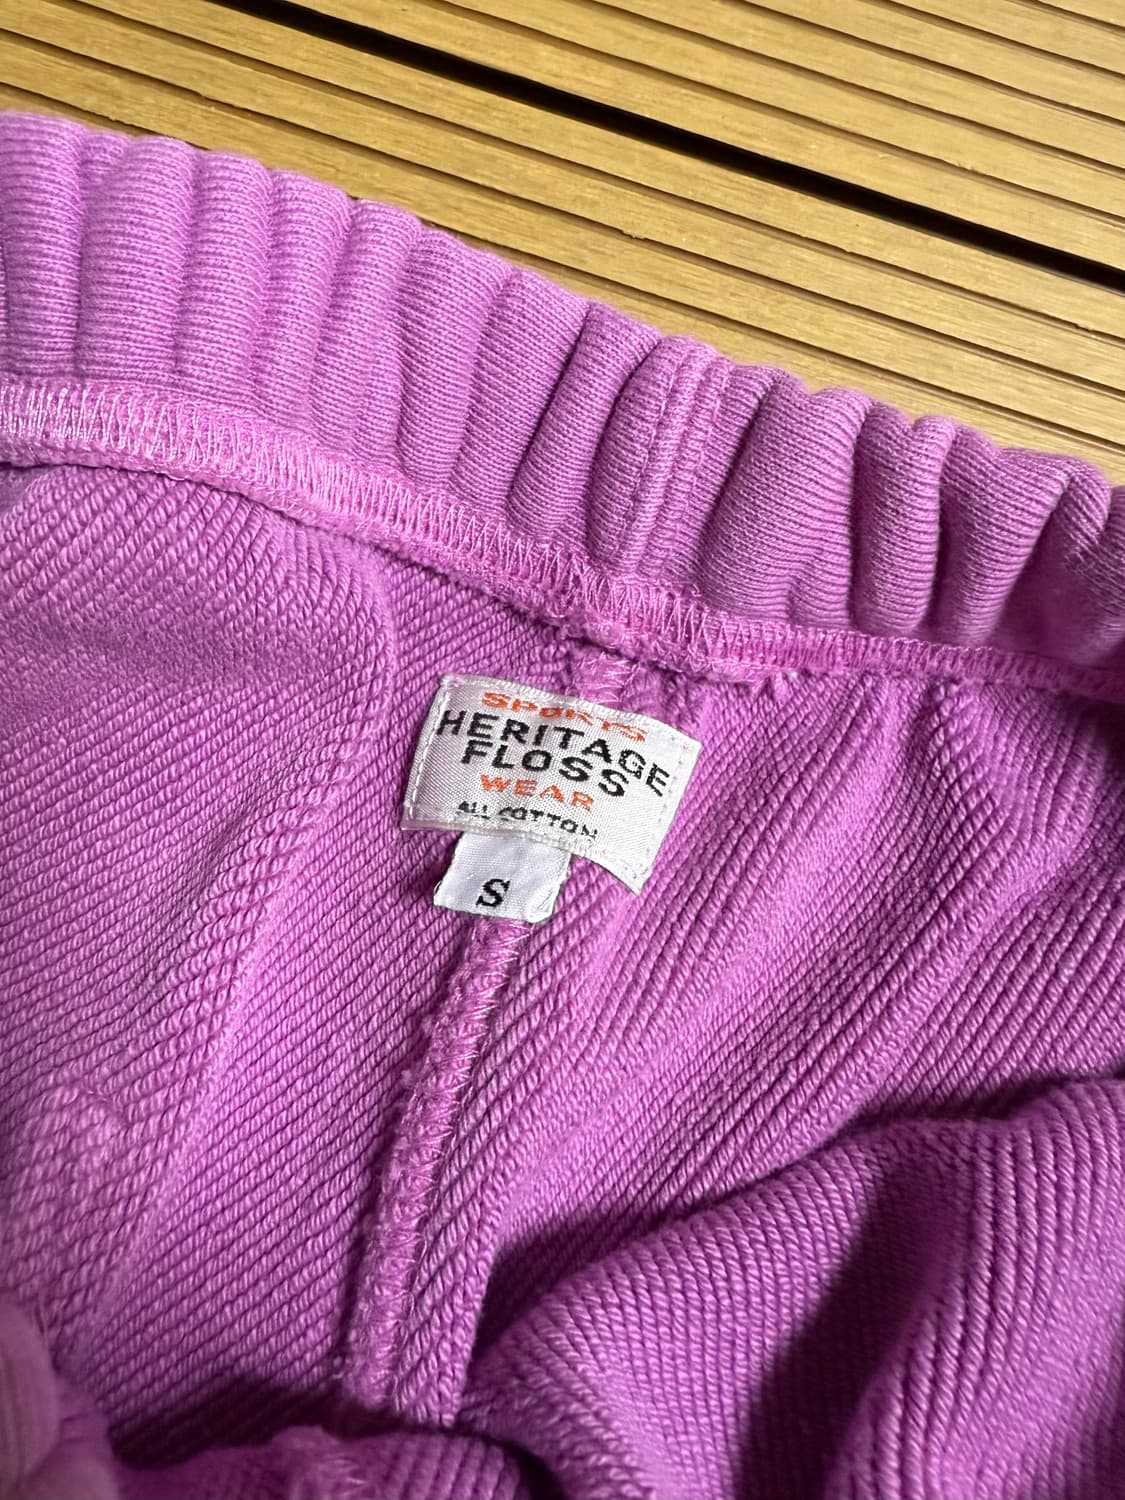 SPORTS
HERITAGE
FLOSS
WEAR
ALL COTTON
S